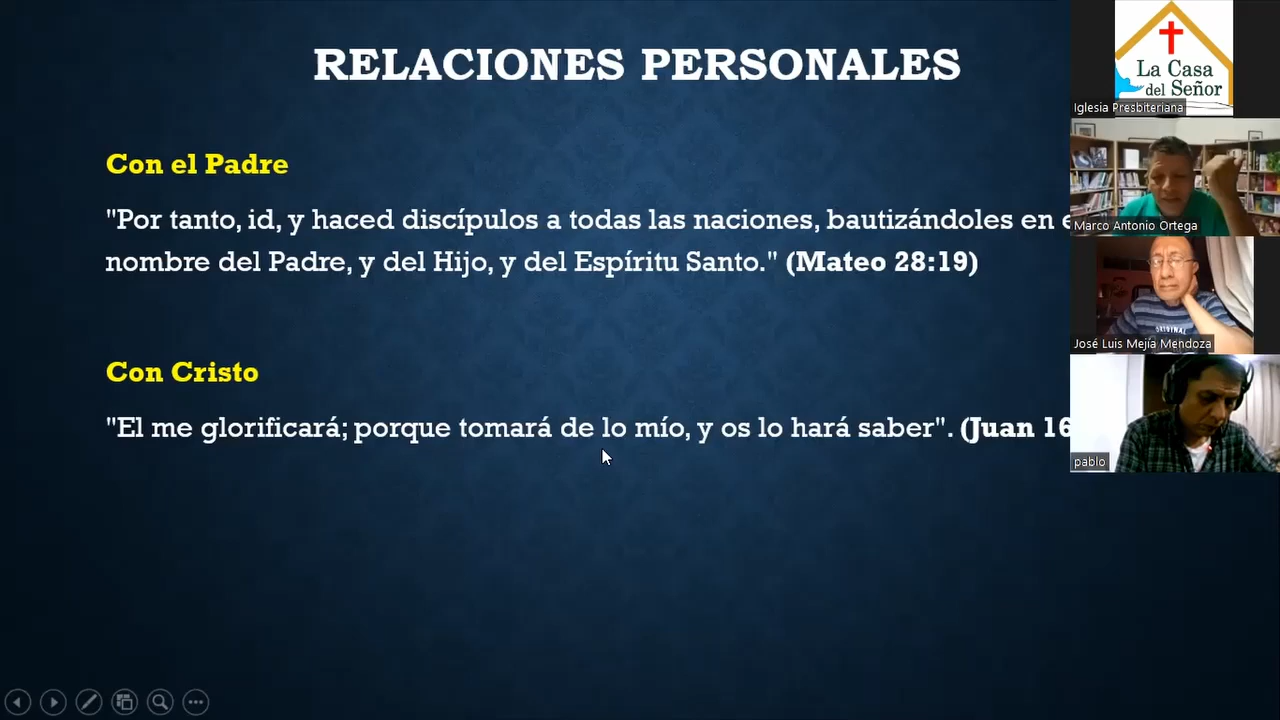 RELACIONES PERSONALES
Con el Padre
"Por tanto, id, y haced discípulos a todas las naciones, bautizándoles en e
nombre del Padre, y del Hijo, y del Espíritu Santo." (Mateo 28:19)
Con Cristo
"El me glorificará; porque tomará de lo mío, y os lo hará saber". (Juan 16
La Casa
del Señor
Iglesia Presbiteriana
Marco Antonio Ortega
ORIGINAL
José Luis Mejía Mendoza
pablo